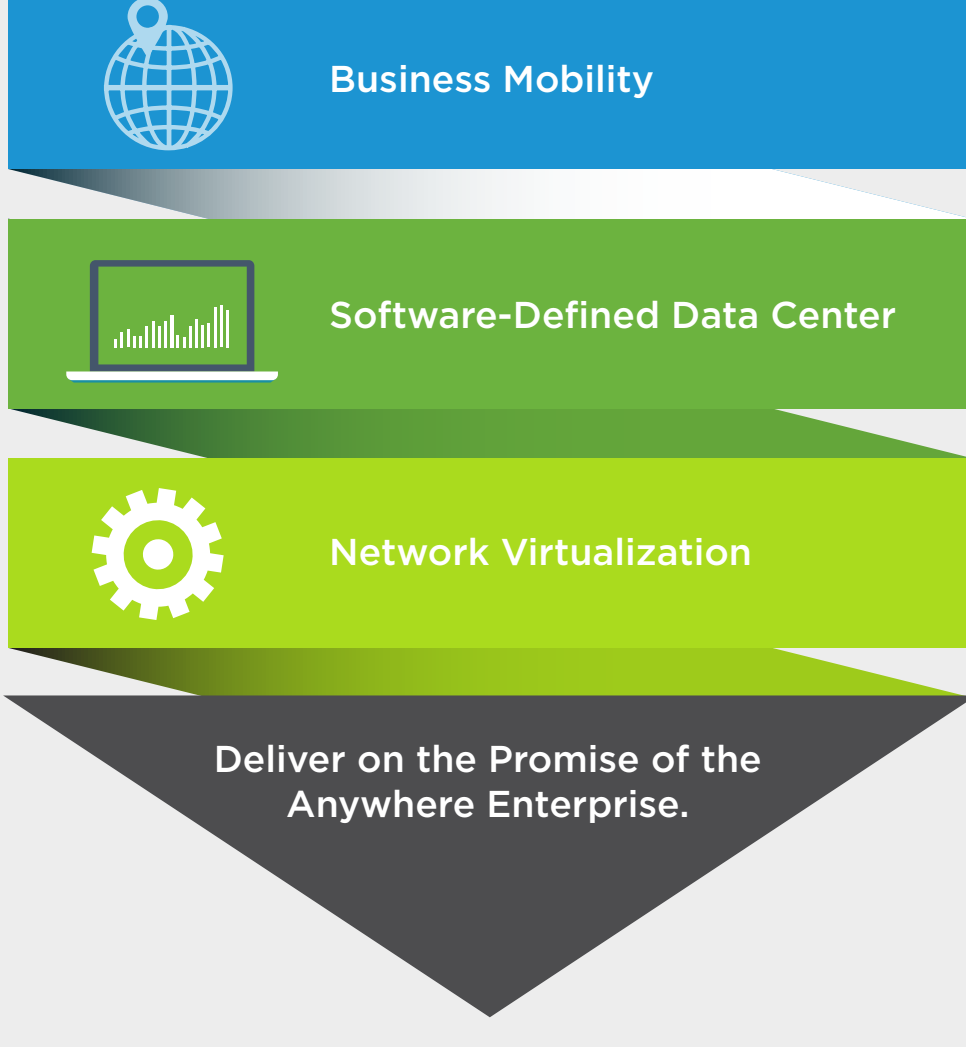 Business Mobility
Software-Defined Data Center
Network Virtualization
Deliver on the Promise of the
Anywhere Enterprise.